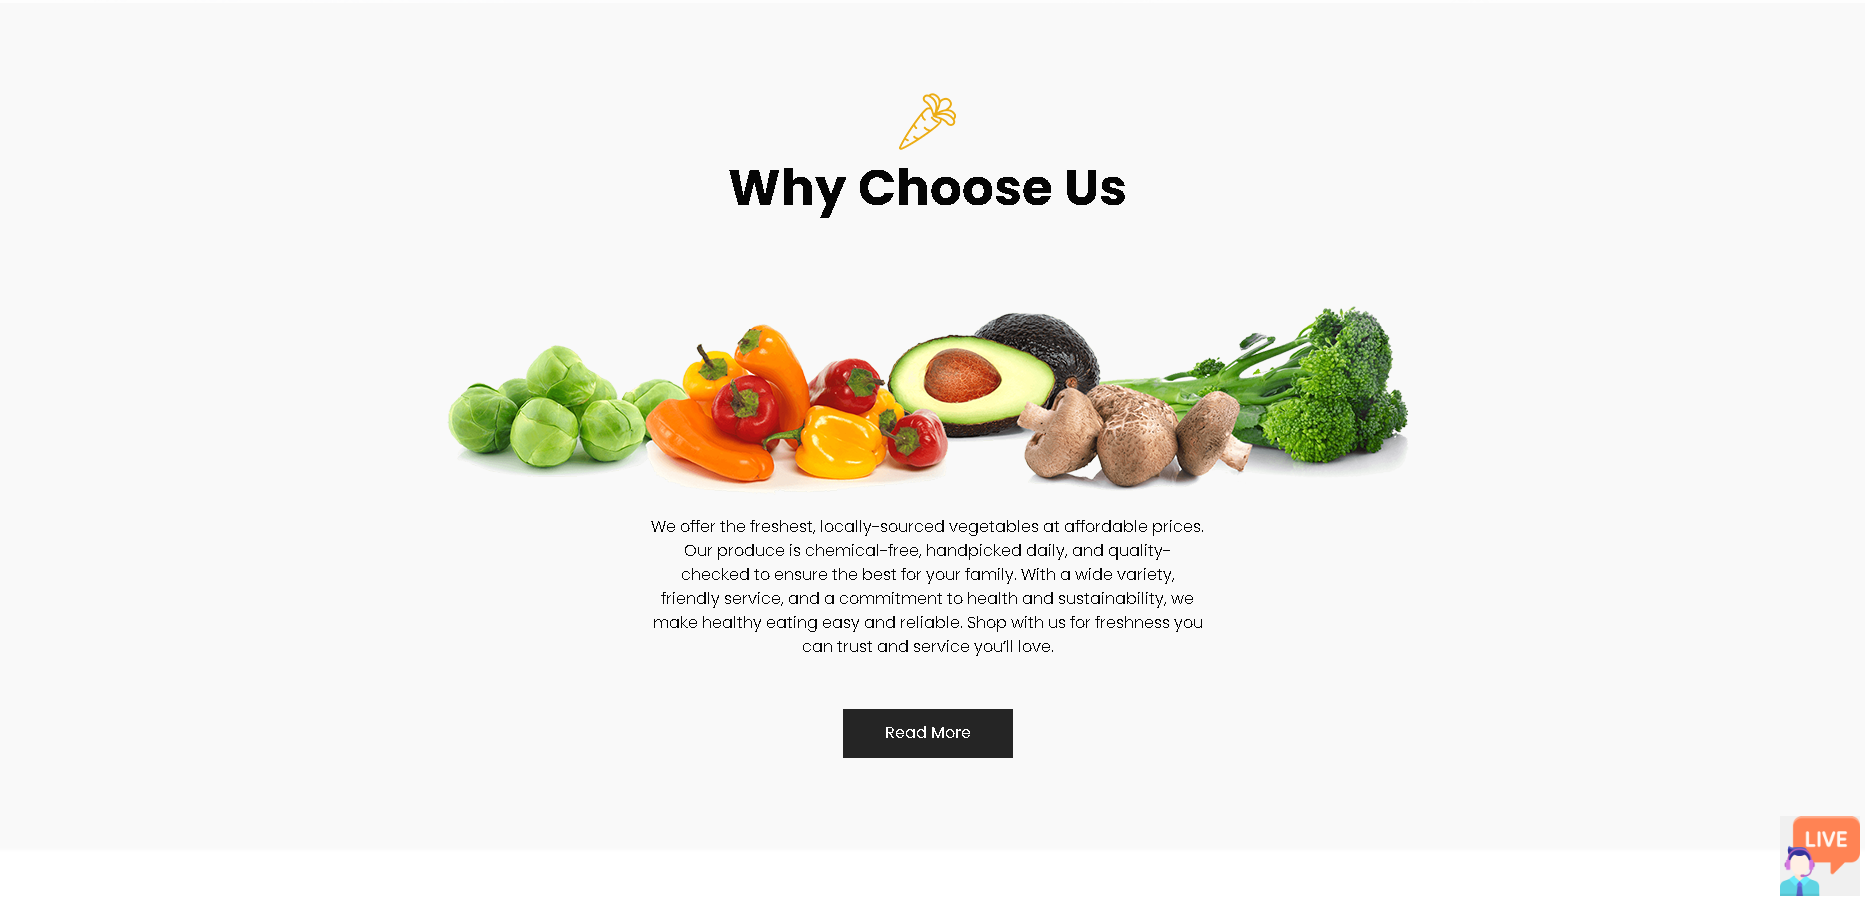 Why Choose Us
We offer the freshest, locally-sourced vegetables at affordable prices.
Our produce is chemical-free, handpicked daily, and quality-
checked to ensure the best for your family. With a wide variety,
friendly service, and a commitment to health and sustainability, we
make healthy eating easy and reliable. Shop with us for freshness you
can trust and service you'll love.
Read More
LIVE